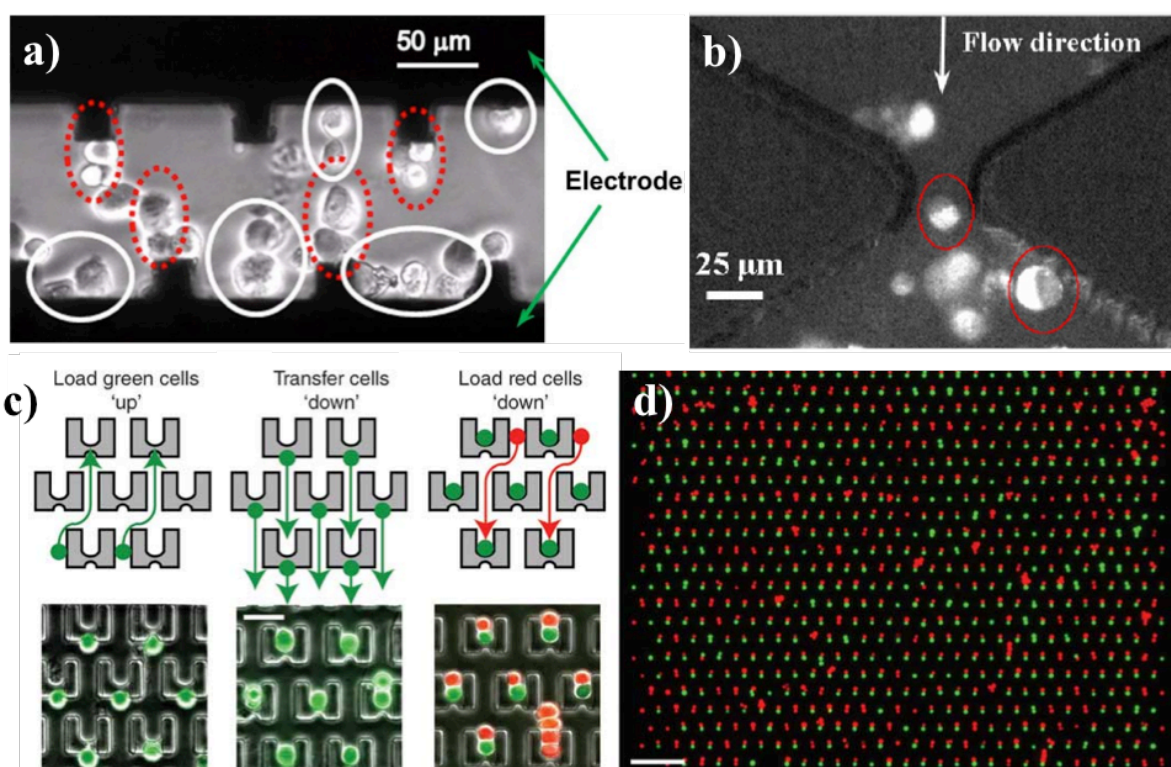 a)
50 μm
Electrode
b)
Flow direction
25 μm
c)
Load green cells
'up'
Transfer cells
'down'
Load red cells
'down'
d)